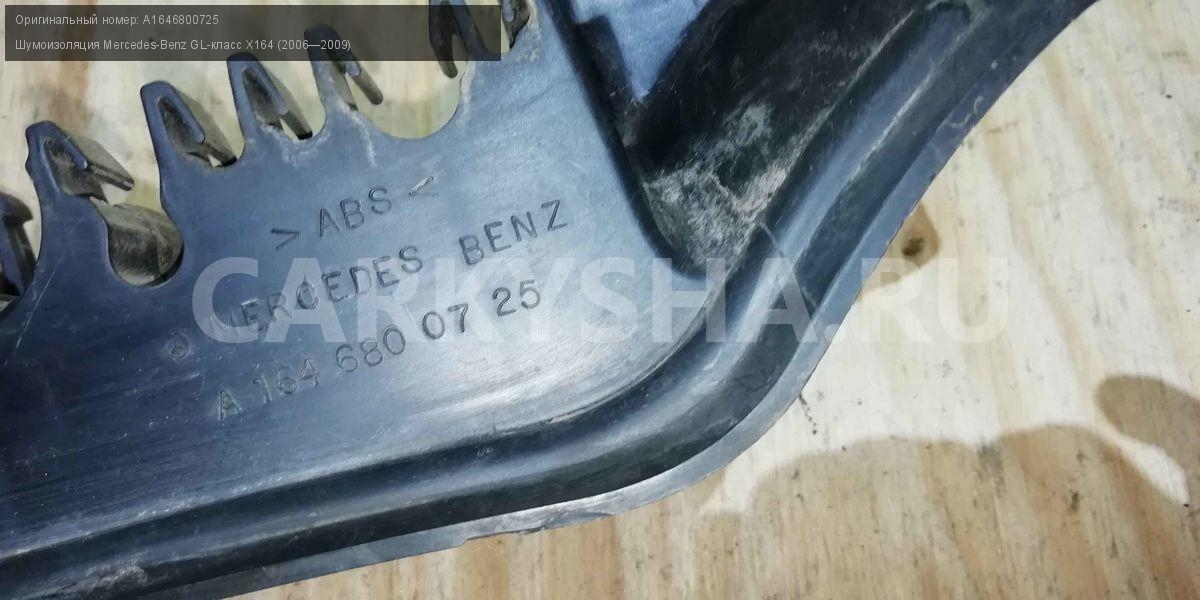 Оригинальный номер: A1646800725
Шумоизоляция Mercedes-Benz GL-класс X164 (2006—2009)
> ABS <
MERCEDES BENZ
A 164 680 07 25
CARKYSHA.RU